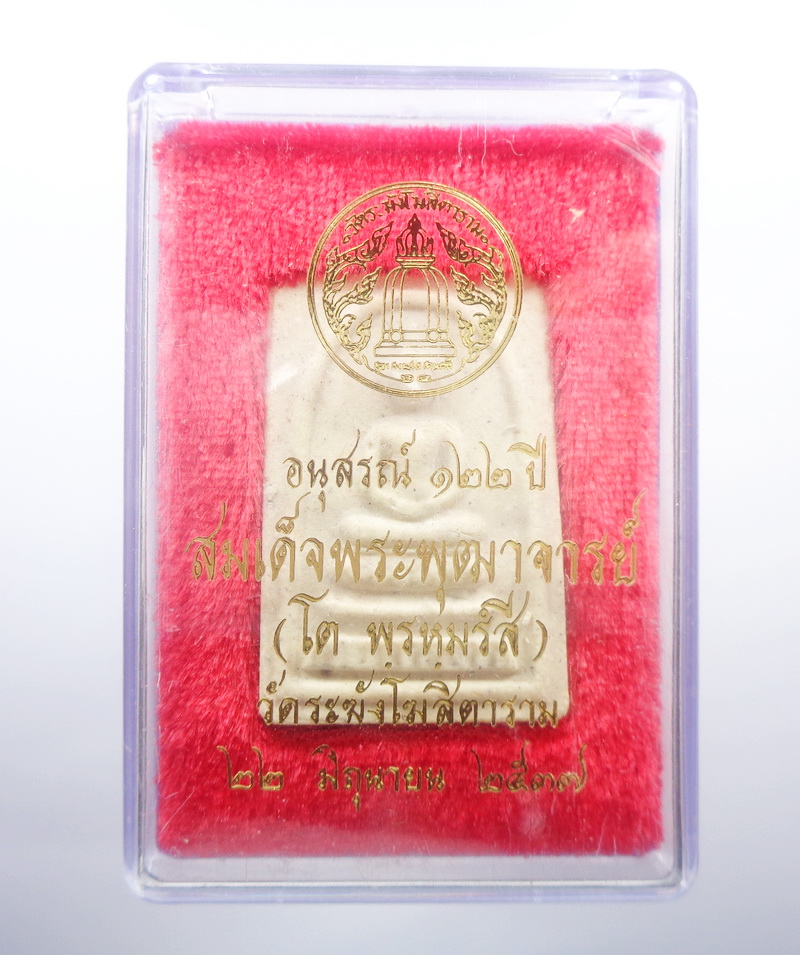 วัดระฆังโฆสิตาราม
อนุสรณ์ ๑๒๒ ปี
สมเด็จพระพุฒาจารย์
(โต พฺรหฺมรํสี)
วัดระฆังโฆสิตาราม
๒๒ มิถุนายน ๒๕๓๗